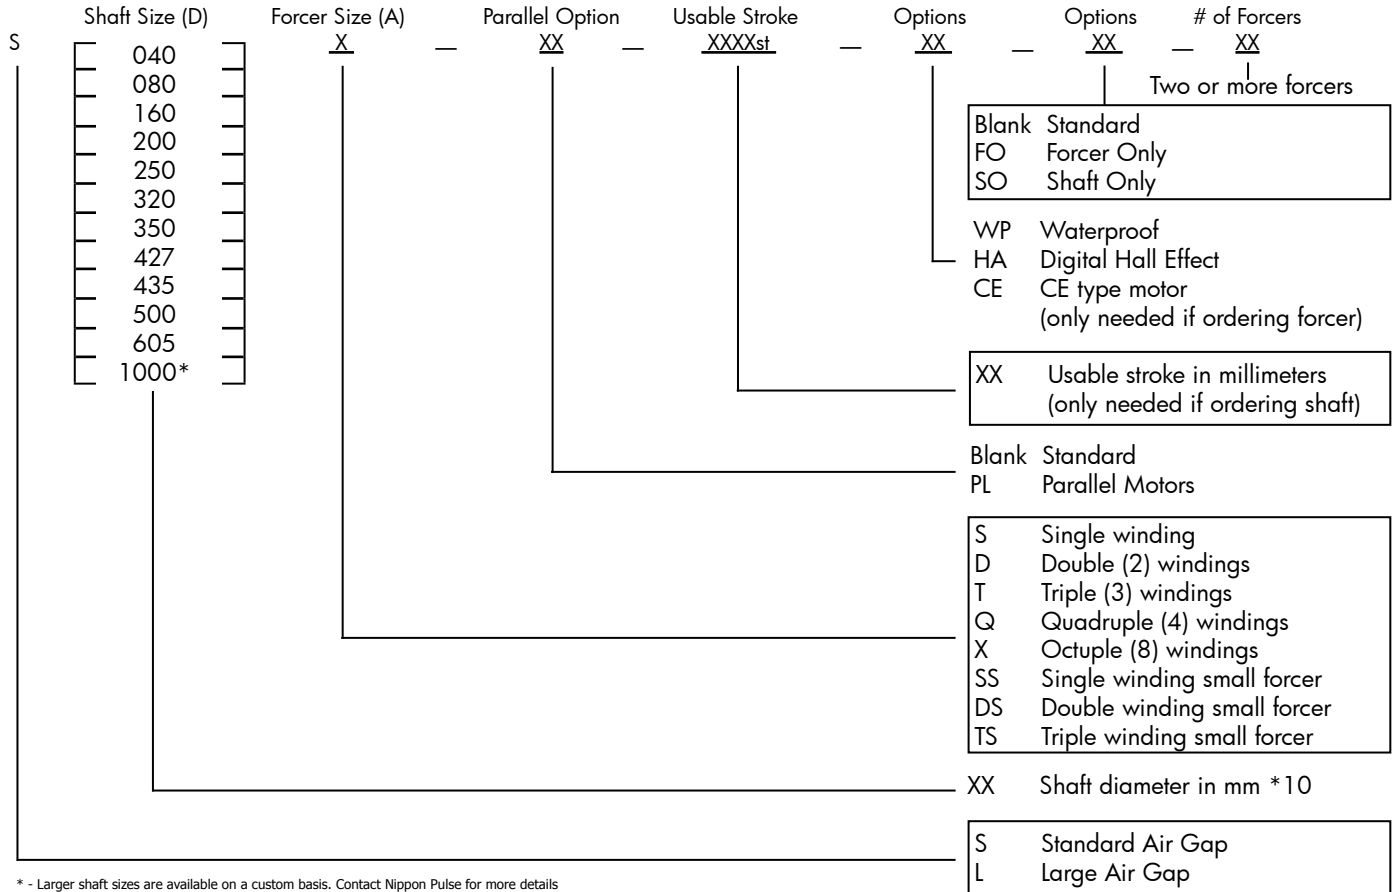 Shaft Size (D) Forcer Size (A) Parallel Option Usable Stroke Options Options # of Forcers
S X — XX — XXXXst — XX — XX — XX
040
080
160
200
250
320
350
427
435
500
605
1000*
Two or more forcers
Blank Standard
FO Forcer Only
SO Shaft Only
WP Waterproof
HA Digital Hall Effect
CE CE type motor
(only needed if ordering forcer)
XX Usable stroke in millimeters
(only needed if ordering shaft)
Blank Standard
PL Parallel Motors
S Single winding
D Double (2) windings
T Triple (3) windings
Q Quadruple (4) windings
X Octuple (8) windings
SS Single winding small forcer
DS Double winding small forcer
TS Triple winding small forcer
XX Shaft diameter in mm *10
S Standard Air Gap
L Large Air Gap
* - Larger shaft sizes are available on a custom basis. Contact Nippon Pulse for more details